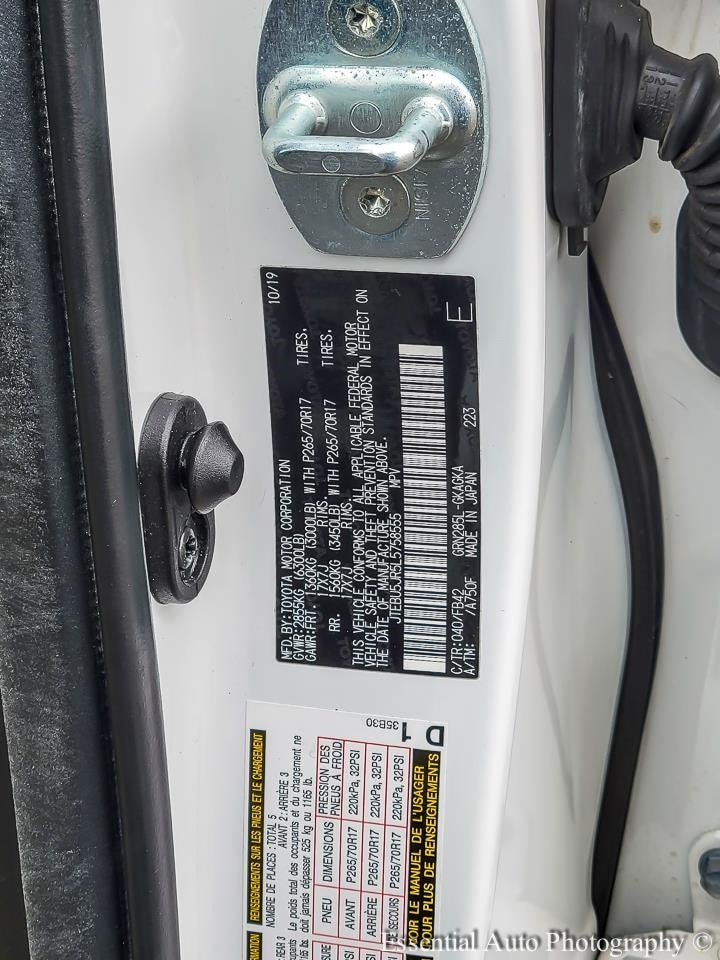 MFD.BY:TOYOTA MOTOR CORPORATION 10/19
GVWR:2855KG (6300LB)
GAWR:FRT. 1360KG (3000LB) WITH P265/70R17 TIRES.
17X7J RIMS.
RR. 1560KG (3450LB) WITH P265/70R17 TIRES.
17X7J RIMS.
THIS VEHICLE CONFORMS TO ALL APPLICABLE FEDERAL MOTOR
VEHICLE SAFETY AND THEFT PREVENTION STANDARDS IN EFFECT ON
THE DATE OF MANUFACTURE SHOWN ABOVE.
JTEBU5JR5L5758555 MPV
C/TR:040/FB42 GRN285L-GKAGKA E
A/TM: /A750F MADE IN JAPAN 223
RENSEIGNEMENTS SUR LES PNEUS ET LE CHARGEMENT
NOMBRE DE PLACES : TOTAL 5
AVANT 2 : ARRIÈRE 3
Le poids total des occupants et du chargement ne
doit jamais dépasser 525 kg ou 1165 lb.
PNEU DIMENSIONS PRESSION DES PNEUS À FROID
AVANT P265/70R17 220kPa, 32PSI
ARRIÈRE P265/70R17 220kPa, 32PSI
DE SECOURS P265/70R17 220kPa, 32PSI
VOIR LE MANUEL DE L'USAGER
POUR PLUS DE RENSEIGNEMENTS
35B30
D 1
Essential Auto Photography ©